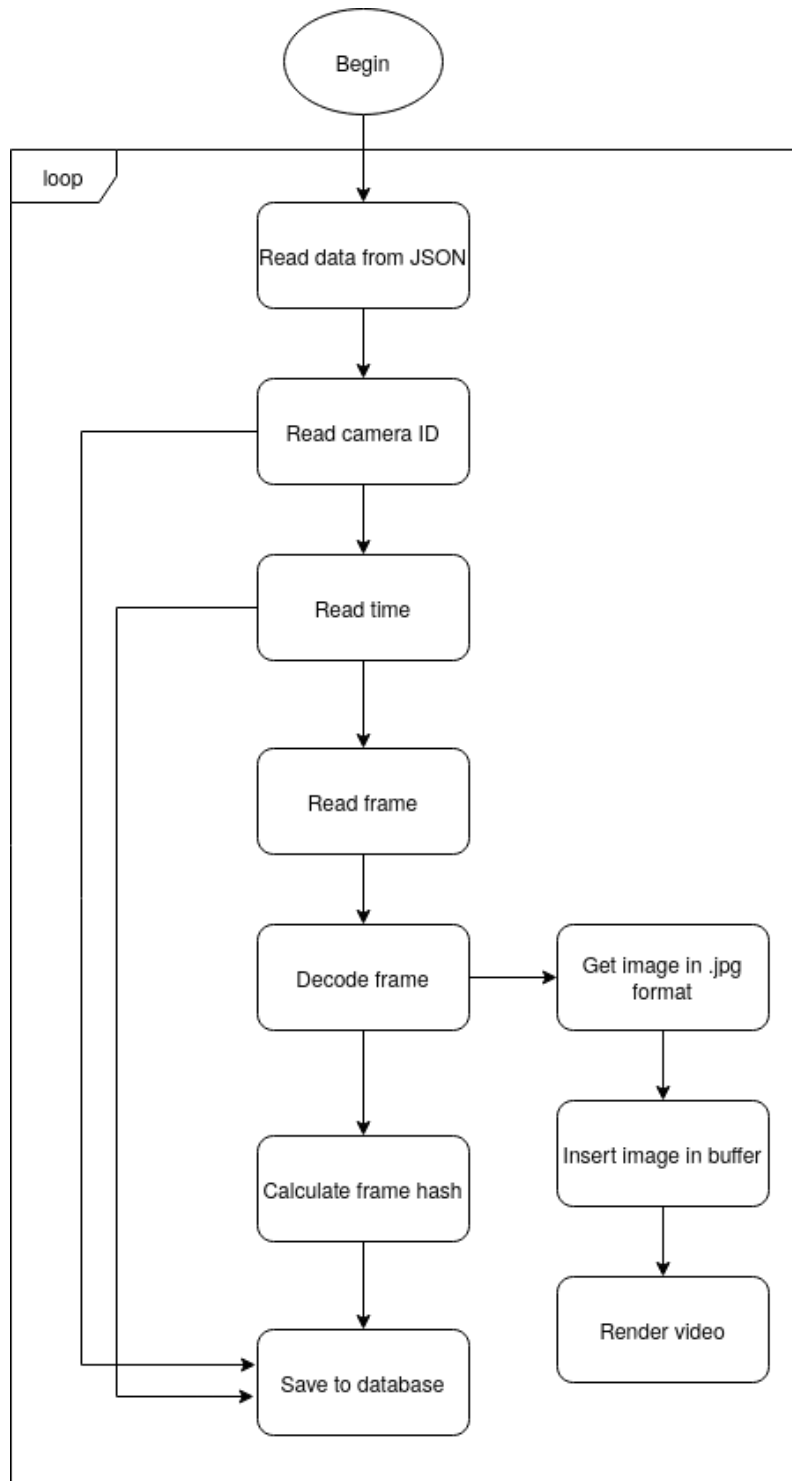 Begin
loop
Read data from JSON
Read camera ID
Read time
Read frame
Decode frame
Get image in .jpg
format
Calculate frame hash
Insert image in buffer
Save to database
Render video